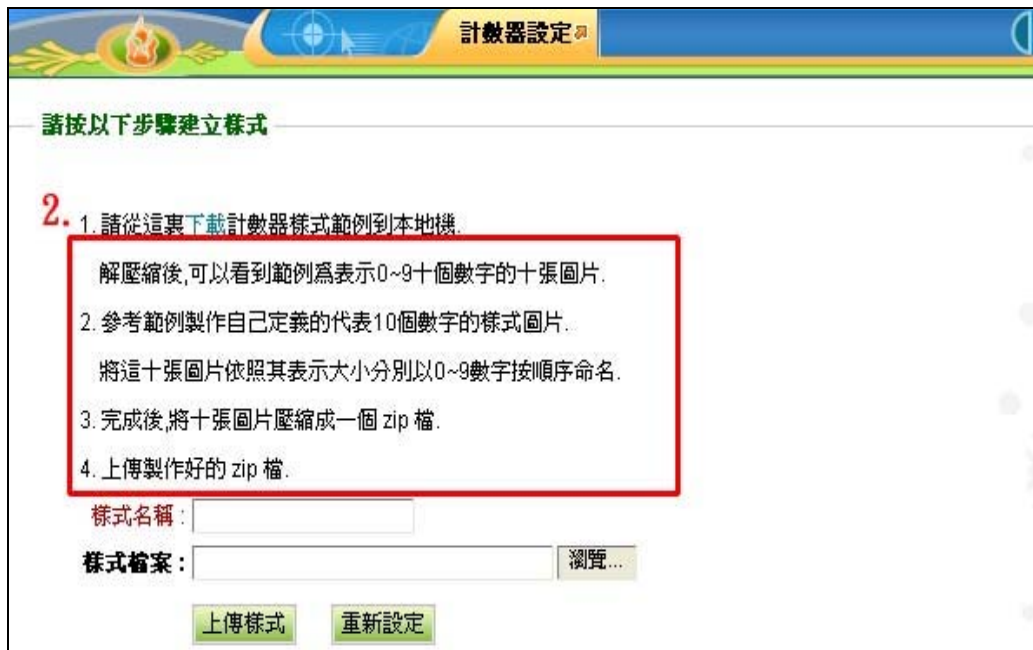 計數器設定
請按以下步驟建立樣式
2.
1. 請從這裏下載計數器樣式範例到本地機.
解壓縮後,可以看到範例爲表示0~9十個數字的十張圖片.
2. 參考範例製作自己定義的代表10個數字的樣式圖片.
將這十張圖片依照其表示大小分別以0~9數字按順序命名.
3. 完成後,將十張圖片壓縮成一個 zip 檔.
4. 上傳製作好的 zip 檔.
樣式名稱 :
樣式檔案 :
瀏覽...
上傳樣式 重新設定